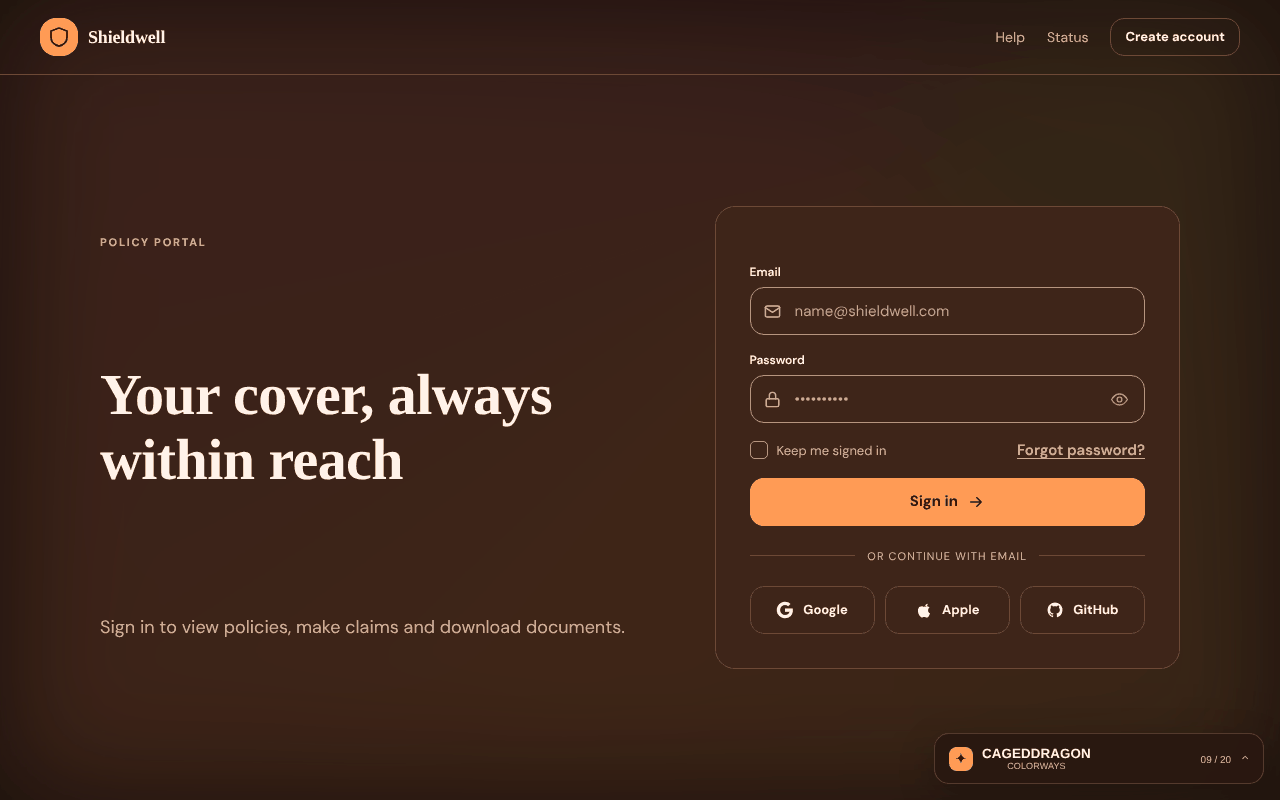 Shieldwell
Help
Status
Create account
POLICY PORTAL
Your cover, always
within reach
Sign in to view policies, make claims and download documents.
Email
name@shieldwell.com
Password
••••••••••
Keep me signed in
Forgot password?
Sign in
OR CONTINUE WITH EMAIL
Google
Apple
GitHub
CAGEDDRAGON
COLORWAYS
09 / 20